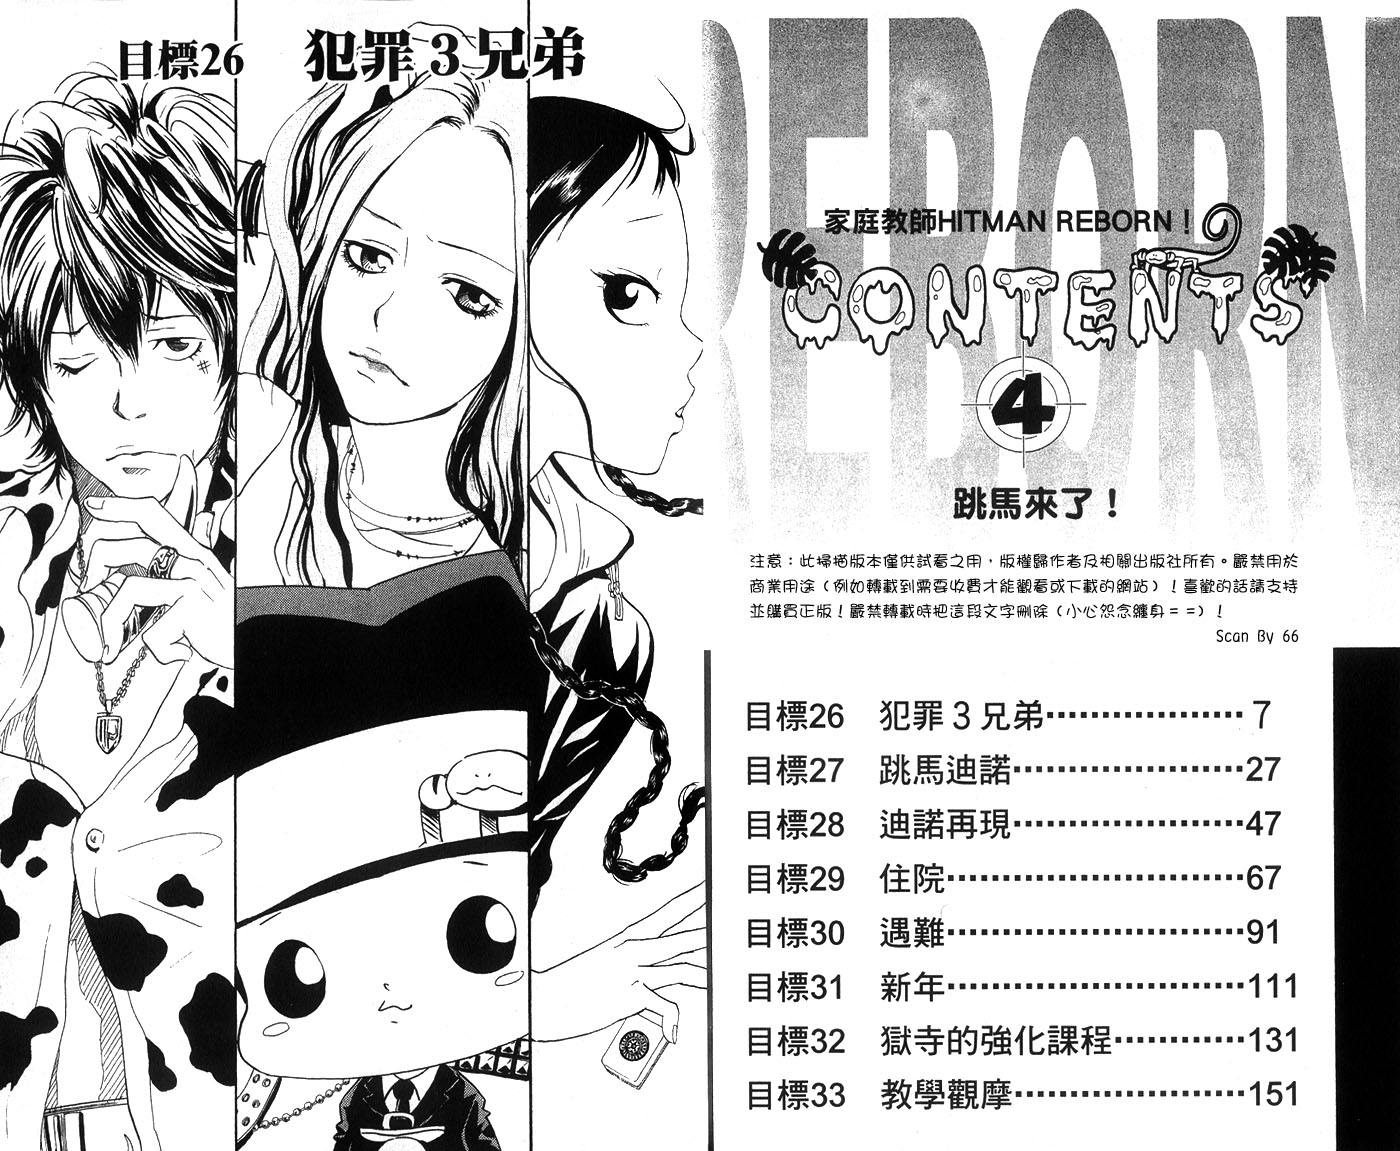 目標26 犯罪3兄弟
REBORN
家庭教師HITMAN REBORN！
CONTENTS
4
跳馬來了！
注意：此掃描版本僅供試看之用，版權歸作者及相關出版社所有。嚴禁用於
商業用途（例如轉載到需要收費才能觀看或下載的網站）！喜歡的話請支持
並購買正版！嚴禁轉載時把這段文字刪除（小心怨念纏身＝＝）！
Scan By 66
目標26 犯罪3兄弟⋯⋯⋯⋯⋯⋯7
目標27 跳馬迪諾⋯⋯⋯⋯⋯⋯⋯27
目標28 迪諾再現⋯⋯⋯⋯⋯⋯⋯47
目標29 住院⋯⋯⋯⋯⋯⋯⋯⋯⋯67
目標30 遇難⋯⋯⋯⋯⋯⋯⋯⋯⋯91
目標31 新年⋯⋯⋯⋯⋯⋯⋯⋯⋯111
目標32 獄寺的強化課程⋯⋯⋯⋯131
目標33 教學觀摩⋯⋯⋯⋯⋯⋯⋯151